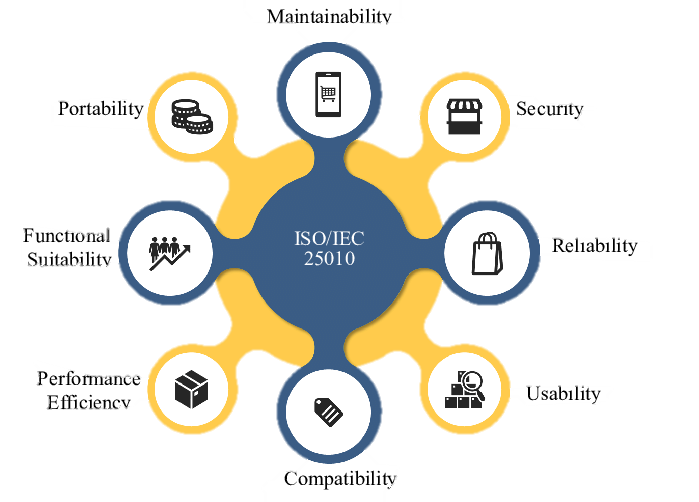 Maintainability
Portability
Security
Functional
Suitability
ISO/IEC
25010
Reliability
Performance
Efficiency
Usability
Compatibility